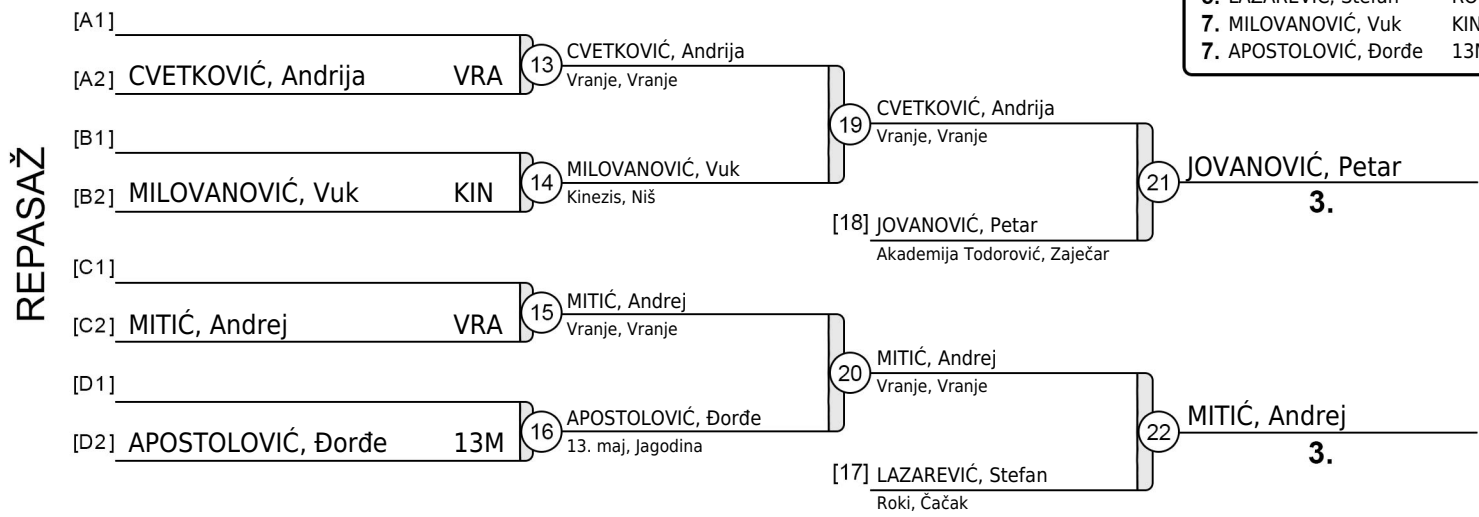 5. LAZAREVIĆ, Stefan
7. MILOVANOVIĆ, Vuk KIN
7. APOSTOLOVIĆ, Đorđe
REPASAŽ
[A1]
[A2] CVETKOVIĆ, Andrija VRA
13
CVETKOVIĆ, Andrija
Vranje, Vranje
[B1]
[B2] MILOVANOVIĆ, Vuk KIN
14
MILOVANOVIĆ, Vuk
Kinezis, Niš
19
CVETKOVIĆ, Andrija
Vranje, Vranje
[18] JOVANOVIĆ, Petar
Akademija Todorović, Zaječar
21
JOVANOVIĆ, Petar
3.
[C1]
[C2] MITIĆ, Andrej VRA
15
MITIĆ, Andrej
Vranje, Vranje
[D1]
[D2] APOSTOLOVIĆ, Đorđe 13M
16
APOSTOLOVIĆ, Đorđe
13. maj, Jagodina
20
MITIĆ, Andrej
Vranje, Vranje
[17] LAZAREVIĆ, Stefan
Roki, Čačak
22
MITIĆ, Andrej
3.